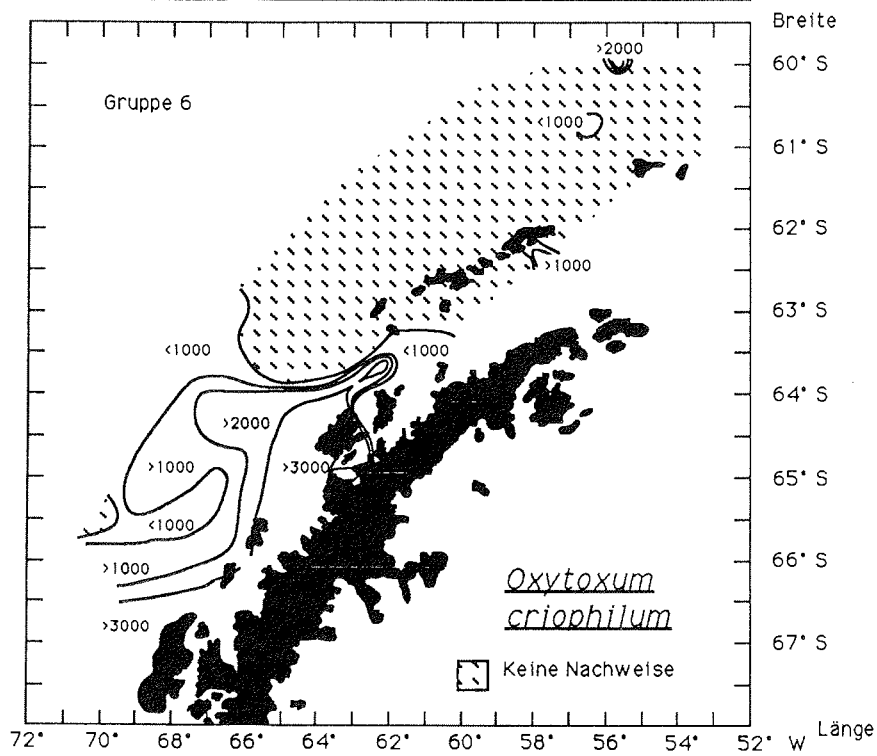 Breite
>2000
60° S
Gruppe 6
<1000
61° S
62° S
>1000
63° S
<1000
<1000
64° S
>2000
>3000
>1000
65° S
<1000
>1000
66° S
Oxytoxum
criophilum
>3000
67° S
Keine Nachweise
72° 70° 68° 66° 64° 62° 60° 58° 56° 54° 52° W Länge